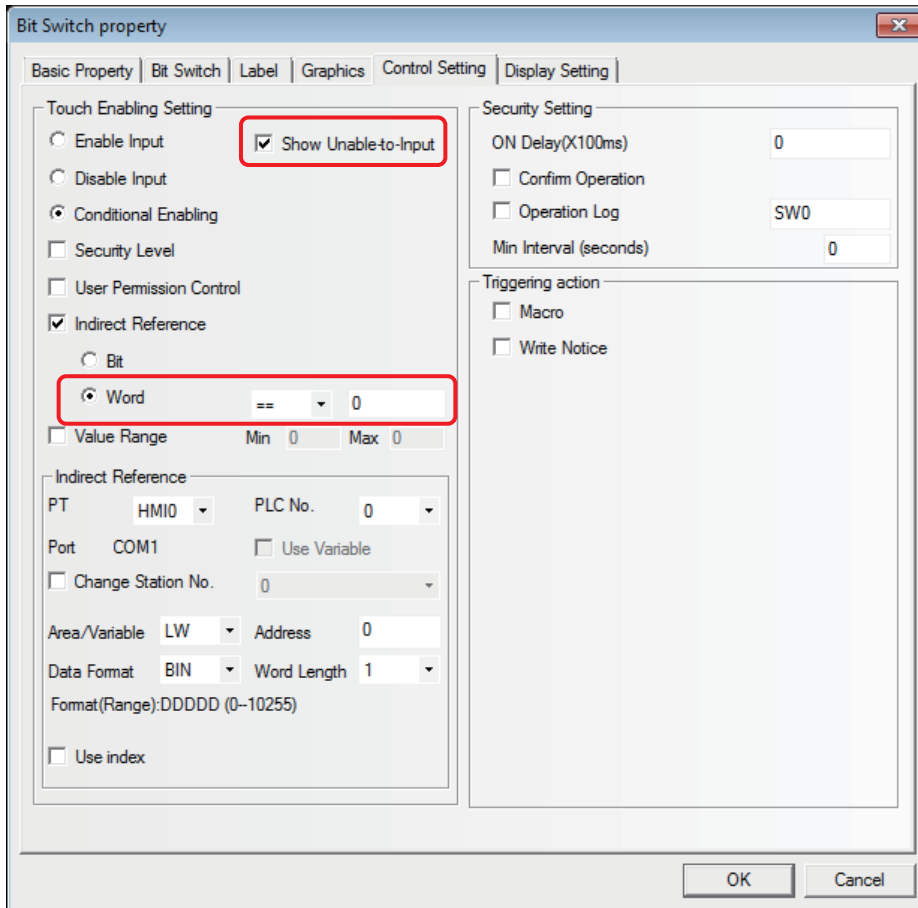 Bit Switch property
Basic Property Bit Switch Label Graphics Control Setting Display Setting
Touch Enabling Setting
Enable Input Show Unable-to-Input
Disable Input
Conditional Enabling
Security Level
User Permission Control
Indirect Reference
Bit
Word == 0
Value Range Min 0 Max 0
Indirect Reference
PT HMI0 PLC No. 0
Port COM1 Use Variable
Change Station No. 0
Area/Variable LW Address 0
Data Format BIN Word Length 1
Format(Range):DDDDD (0--10255)
Use index
Security Setting
ON Delay(X100ms) 0
Confirm Operation
Operation Log SW0
Min Interval (seconds) 0
Triggering action
Macro
Write Notice
OK Cancel